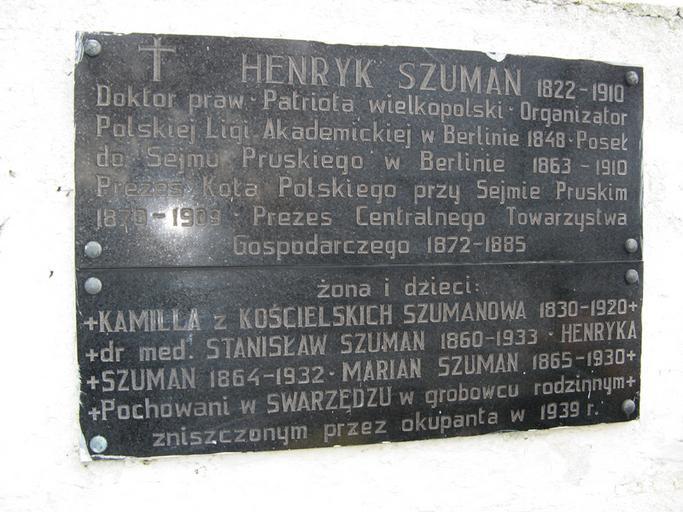 HENRYK SZUMAN 1822-1910
Doktor praw · Patriota wielkopolski · Organizator
Polskiej Ligi Akademickiej w Berlinie 1848 · Poseł
do Sejmu Pruskiego w Berlinie 1863-1910
Prezes Koła Polskiego przy Sejmie Pruskim
1870-1909 · Prezes Centralnego Towarzystwa
Gospodarczego 1872-1885
żona i dzieci:
+KAMILLA z KOŚCIELSKICH SZUMANOWA 1830-1920+
+dr med. STANISŁAW SZUMAN 1860-1933 · HENRYKA
+SZUMAN 1864-1932 · MARIAN SZUMAN 1865-1930+
+Pochowani w SWARZĘDZU w grobowcu rodzinnym+
zniszczonym przez okupanta w 1939 r.